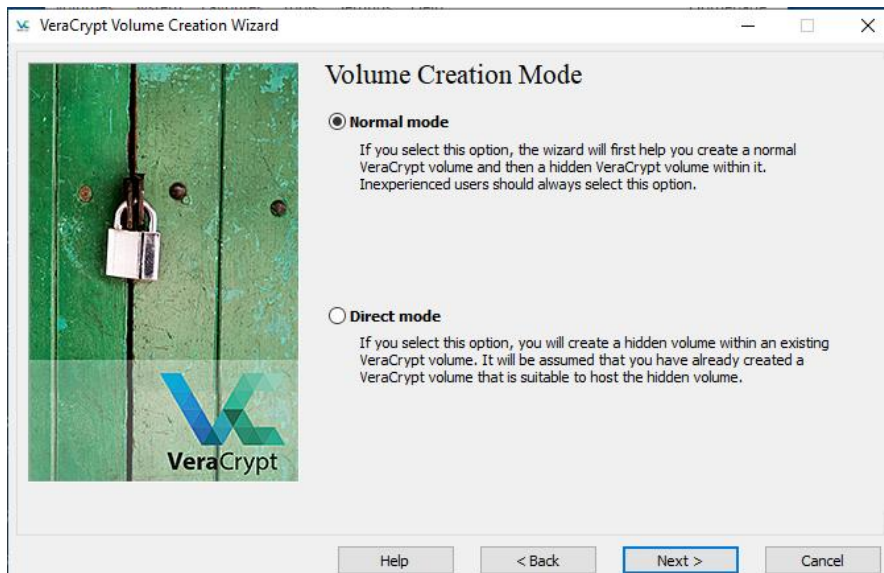 VeraCrypt Volume Creation Wizard
Volume Creation Mode
Normal mode
If you select this option, the wizard will first help you create a normal
VeraCrypt volume and then a hidden VeraCrypt volume within it.
Inexperienced users should always select this option.
Direct mode
If you select this option, you will create a hidden volume within an existing
VeraCrypt volume. It will be assumed that you have already created a
VeraCrypt volume that is suitable to host the hidden volume.
VeraCrypt
Help
< Back
Next >
Cancel